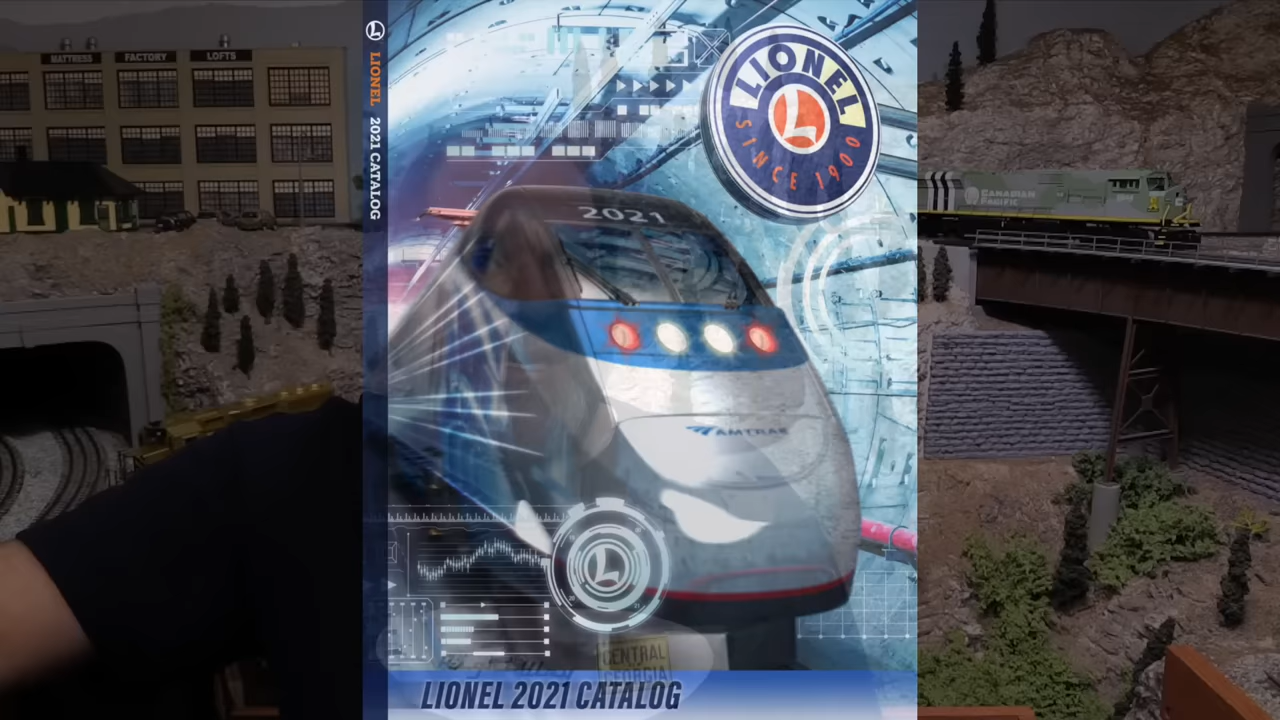 MATTRESS FACTORY LOFTS
L LIONEL 2021 CATALOG
LIONEL
L
SINCE 1900
2021
CANADIAN
PACIFIC
AMTRAK
L
CENTRAL
GEORGIA
LIONEL 2021 CATALOG